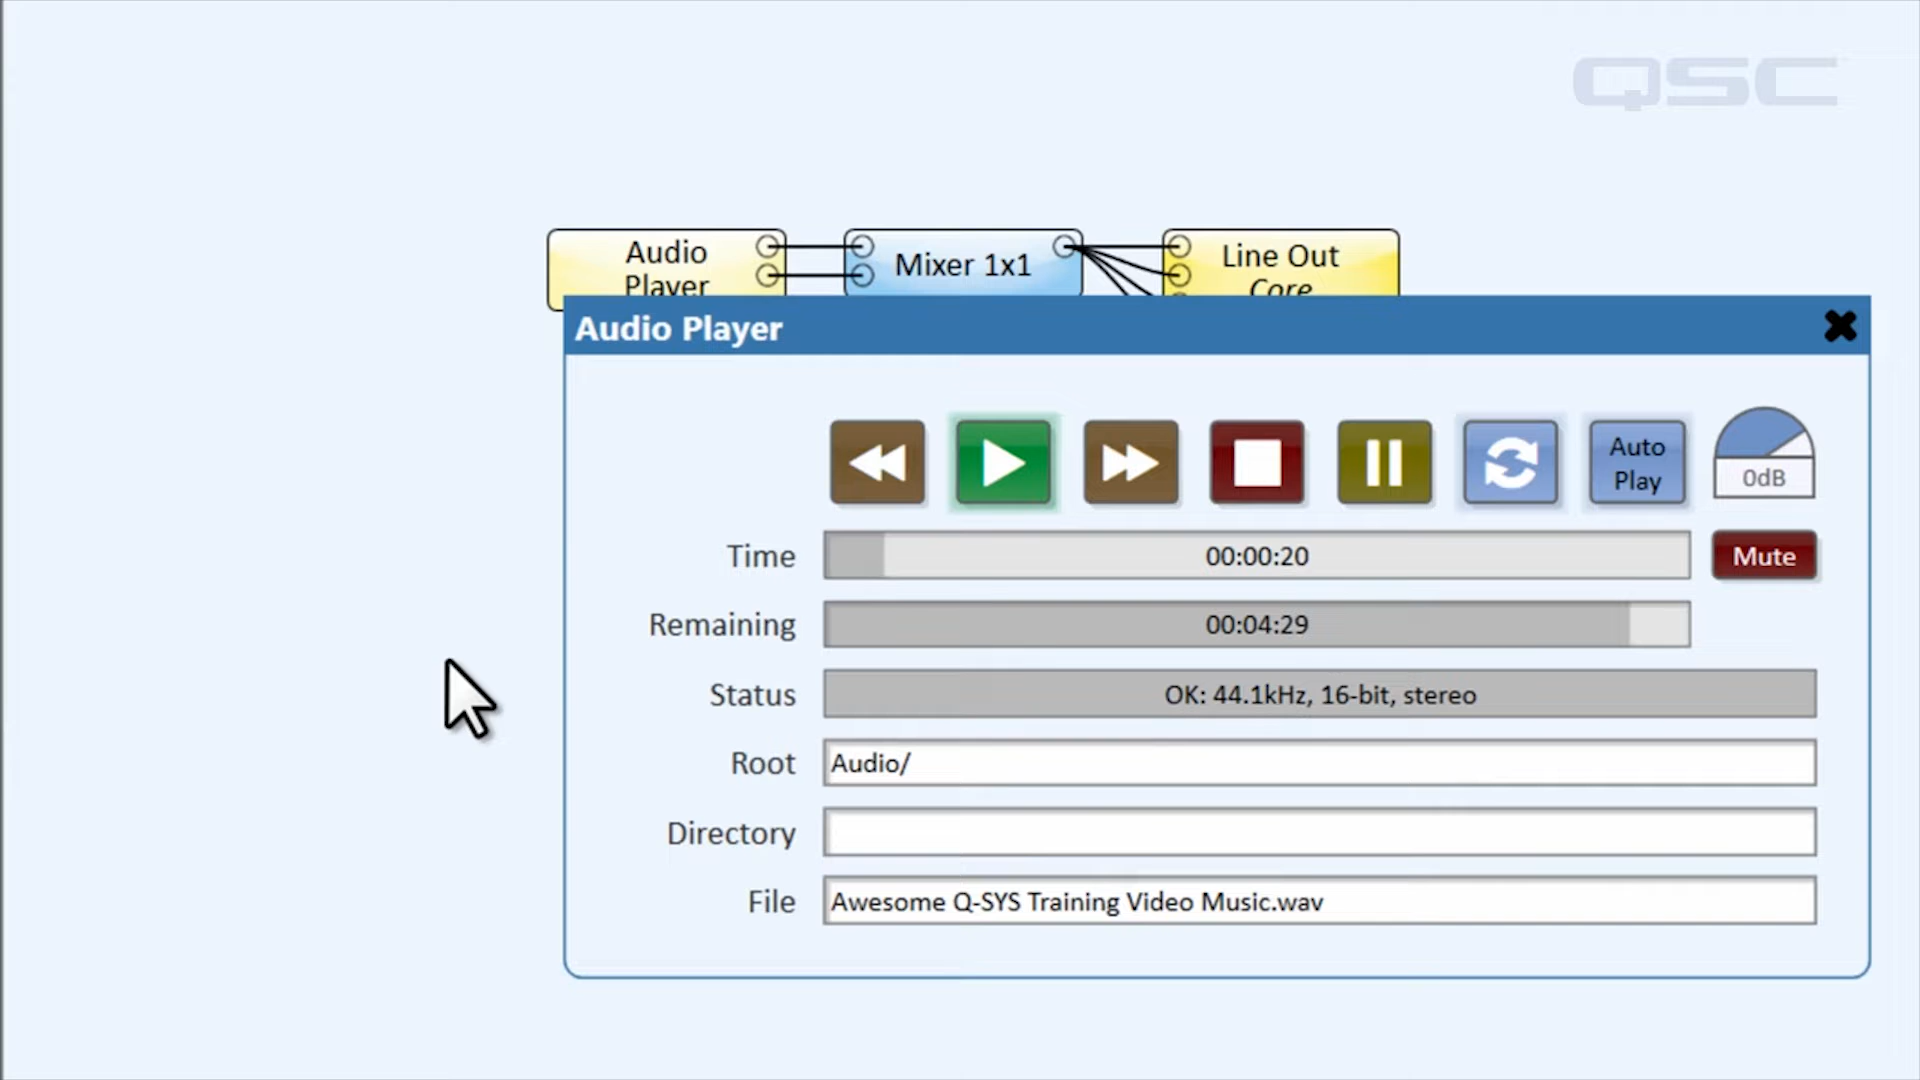 QSC
Audio
Player
Mixer 1x1
Line Out
Core
Audio Player
Auto
Play
0dB
Time
00:00:20
Mute
Remaining
00:04:29
Status
OK: 44.1kHz, 16-bit, stereo
Root
Audio/
Directory
File
Awesome Q-SYS Training Video Music.wav